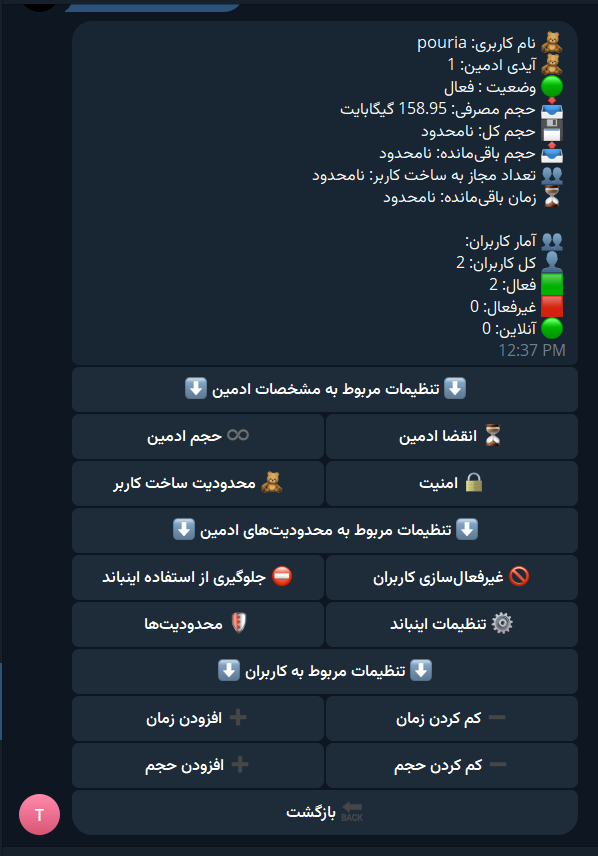 نام کاربری: pouria
آیدی ادمین: 1
وضعیت : فعال
حجم مصرفی: 158.95 گیگابایت
حجم کل: نامحدود
حجم باقی‌مانده: نامحدود
تعداد مجاز به ساخت کاربر: نامحدود
زمان باقی‌مانده: نامحدود
آمار کاربران:
کل کاربران: 2
فعال: 2
غیرفعال: 0
آنلاین: 0
12:37 PM
تنظیمات مربوط به مشخصات ادمین
انقضا ادمین
حجم ادمین
امنیت
محدودیت ساخت کاربر
تنظیمات مربوط به محدودیت‌های ادمین
غیرفعال‌سازی کاربران
جلوگیری از استفاده اینباند
تنظیمات اینباند
محدودیت‌ها
تنظیمات مربوط به کاربران
کم کردن زمان
افزودن زمان
کم کردن حجم
افزودن حجم
BACK بازگشت
T